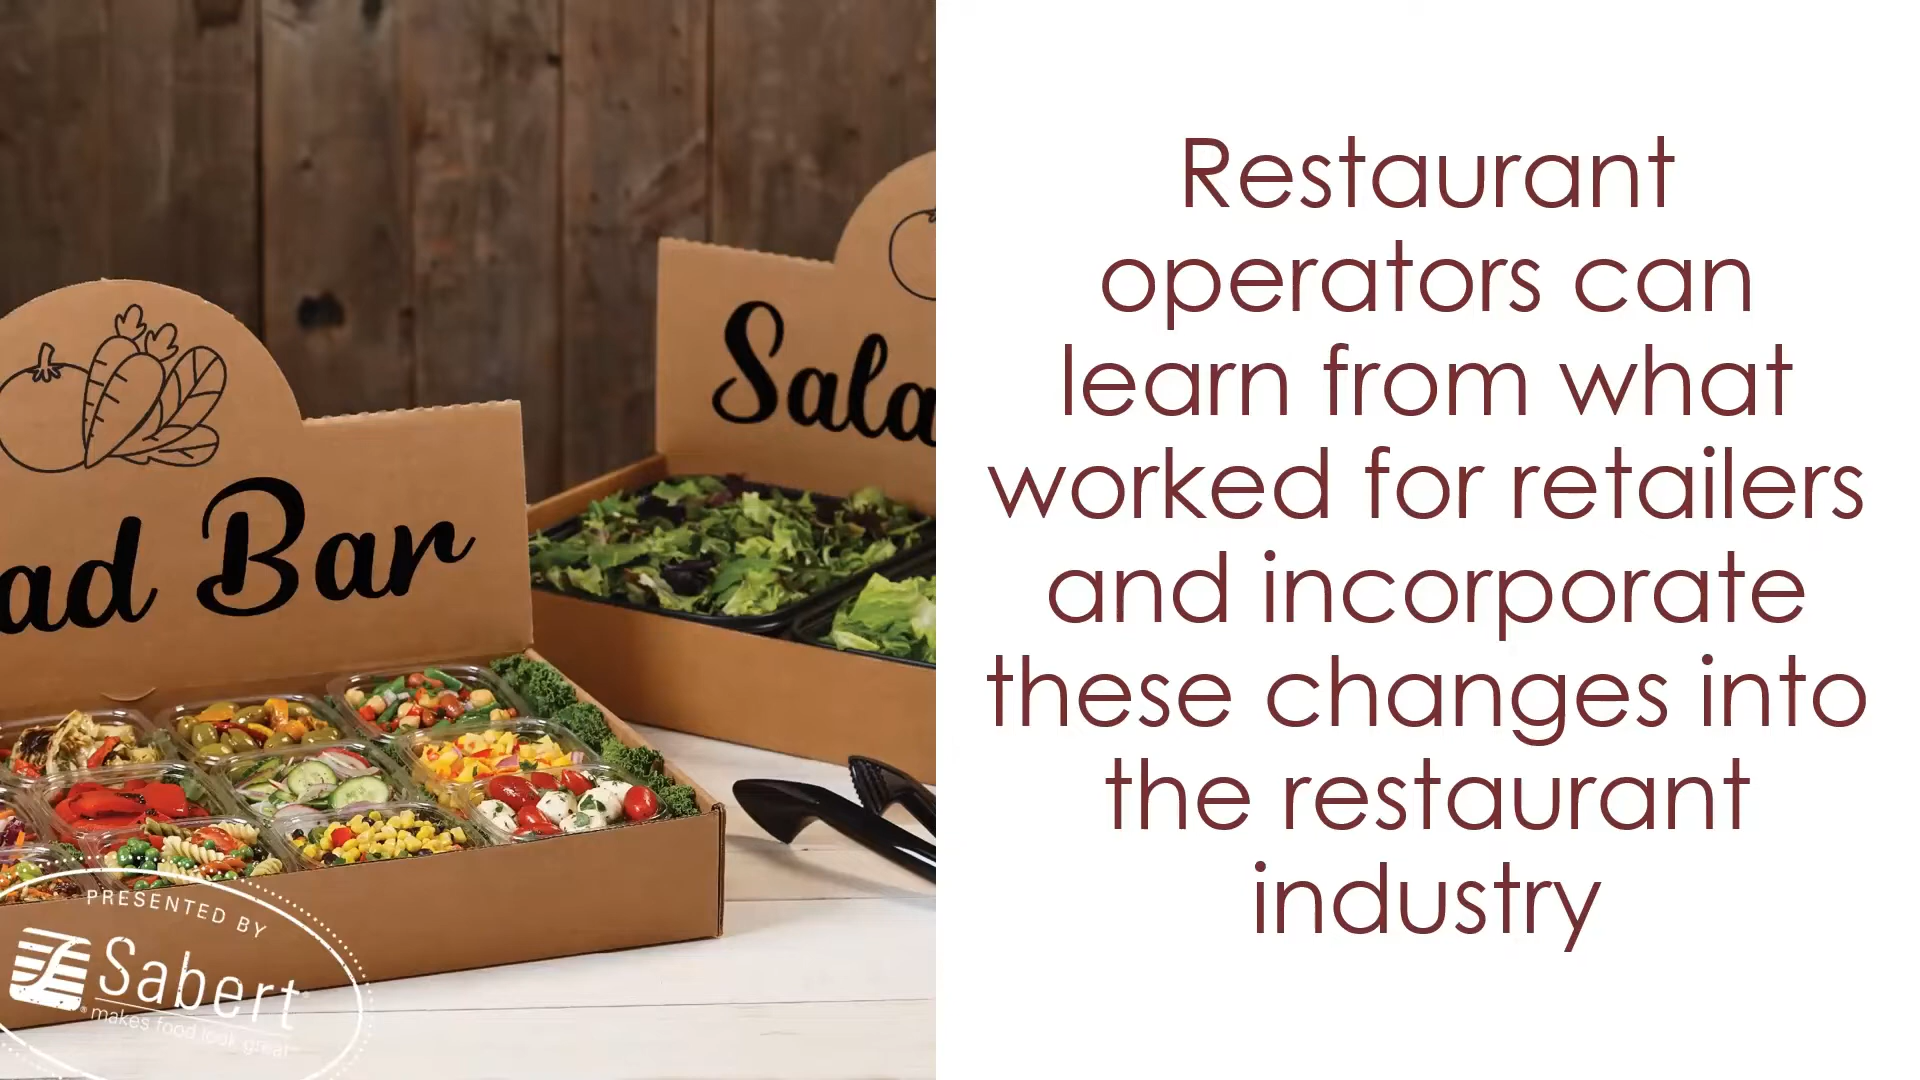 Sala
ad Bar
PRESENTED BY
Sabert
makes food look great
Restaurant
operators can
learn from what
worked for retailers
and incorporate
these changes into
the restaurant
industry